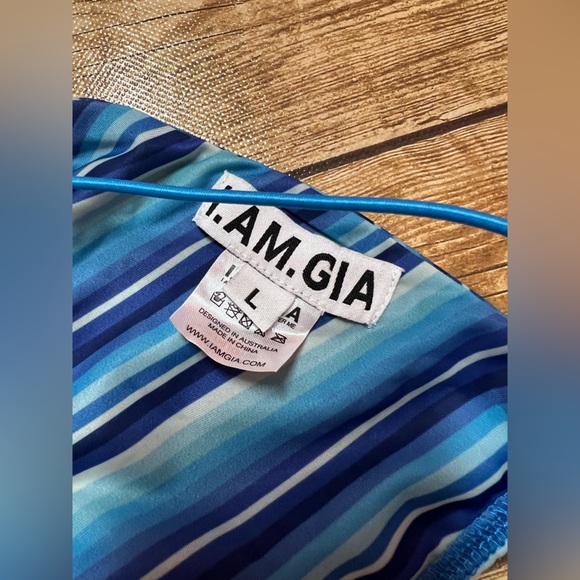 I.AM.GIA
L
DESIGNED IN AUSTRALIA
MADE IN CHINA
WWW.IAMGIA.COM